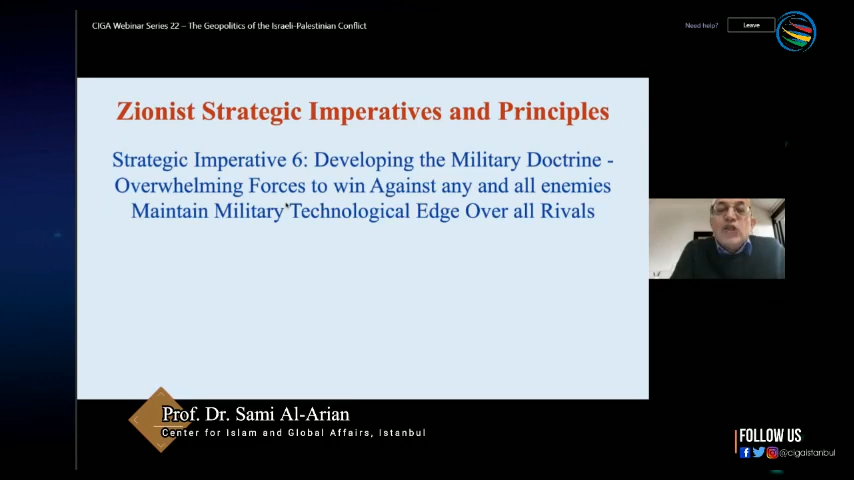 CIGA Webinar Series 22 – The Geopolitics of the Israeli-Palestinian Conflict
Need help?
Leave
Zionist Strategic Imperatives and Principles
Strategic Imperative 6: Developing the Military Doctrine -
Overwhelming Forces to win Against any and all enemies
Maintain Military Technological Edge Over all Rivals
Prof. Dr. Sami Al-Arian
Center for Islam and Global Affairs, Istanbul
FOLLOW US
@cigaistanbul